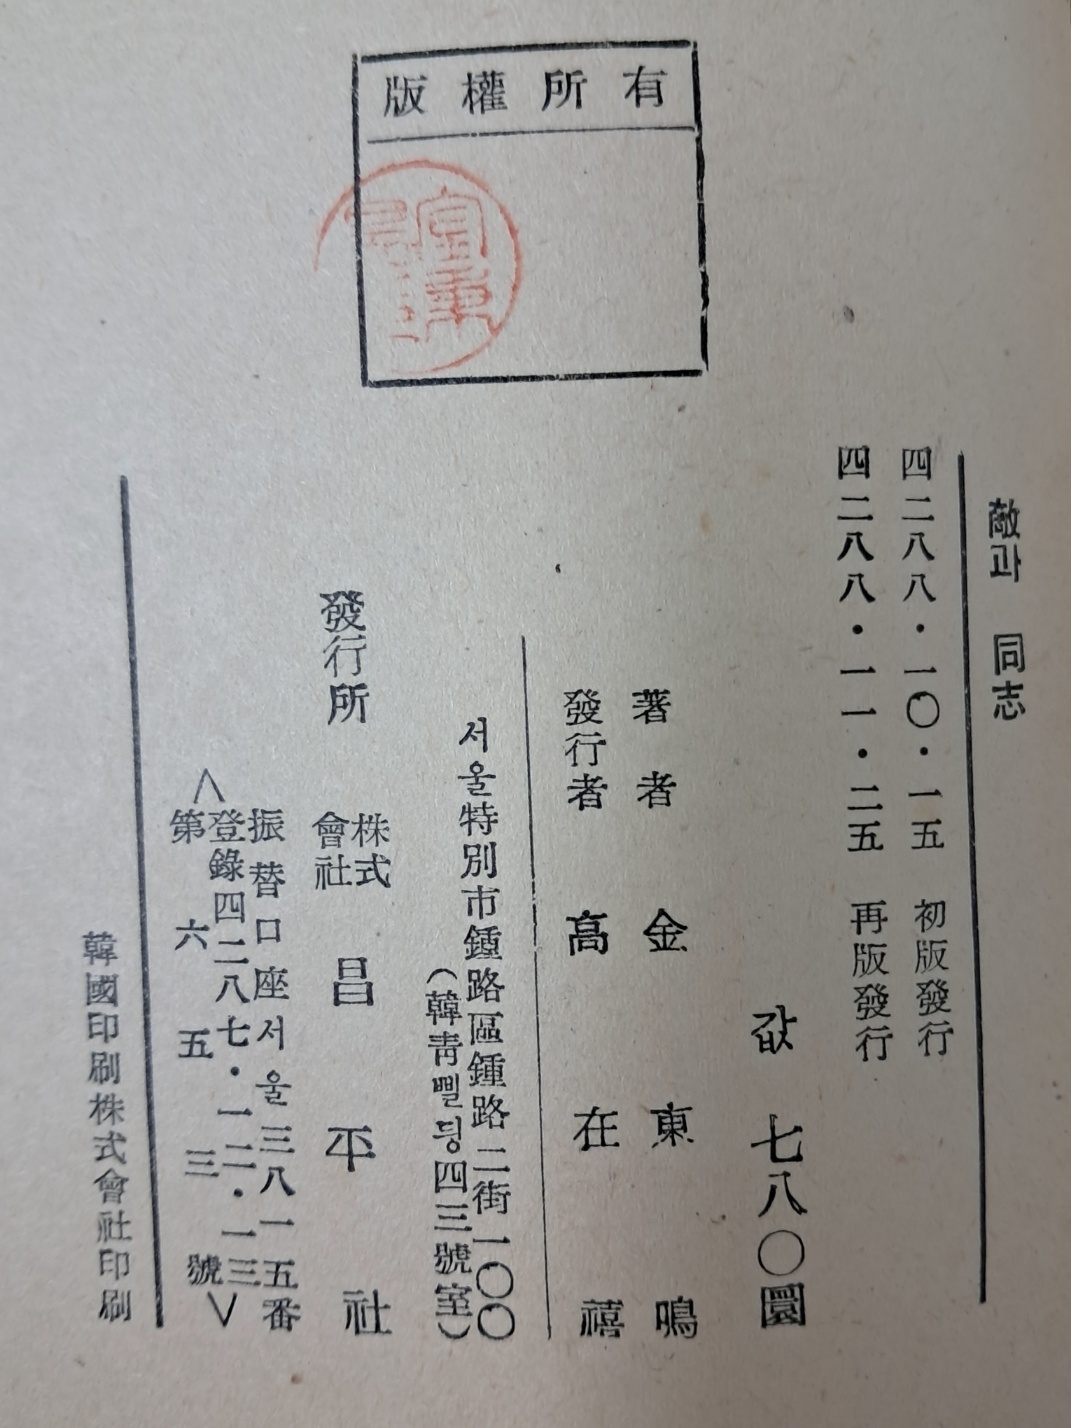 版權所有
敵과 同志
四二八八·一〇·一五 初版發行
四二八八·一一·二五 再版發行
값 七八〇圜
著者 金東鳴
發行者 高在禧
서울特別市鍾路區鍾路二街一〇〇
(韓靑삘딍四三號室)
發行所 株式會社 昌平社
振替口座서울三八一五番
<登錄四二八七·一二·一三
第六五三號>
韓國印刷株式會社印刷